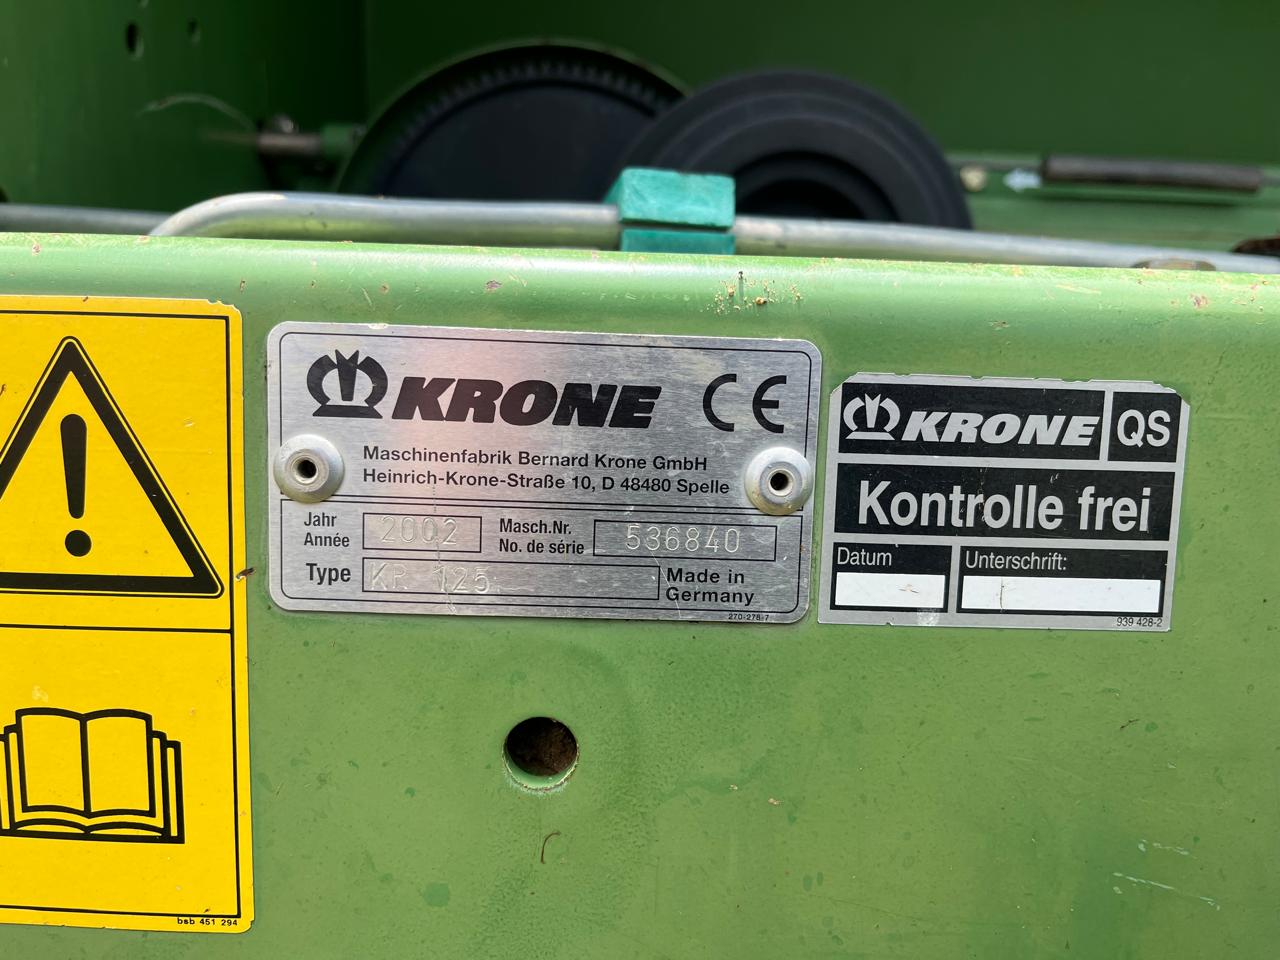 KRONE CE
Maschinenfabrik Bernard Krone GmbH
Heinrich-Krone-Straße 10, D 48480 Spelle
Jahr
Année
2002
Masch.Nr.
No. de série
536840
Type
KR 125
Made in
Germany
270-278-7
KRONE QS
Kontrolle frei
Datum
Unterschrift:
939 428-2
bsb 451 294